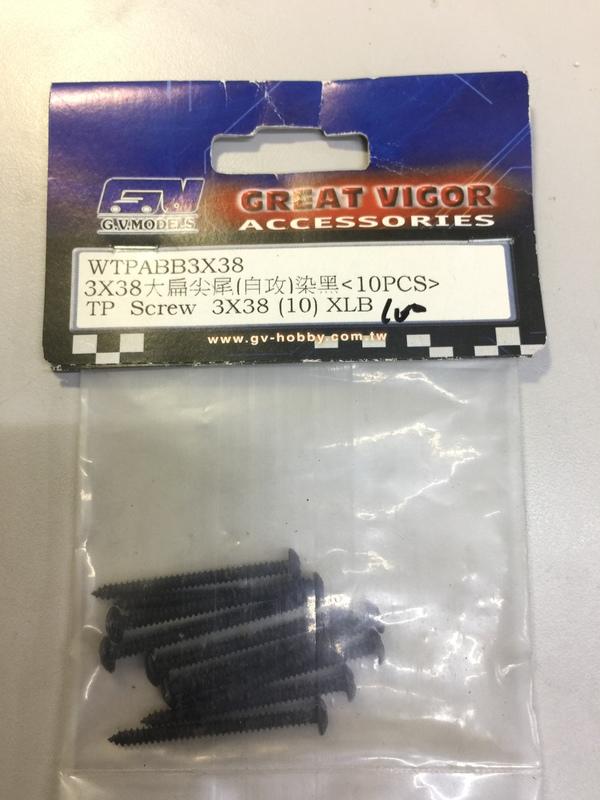 GV
G.V.MODELS
GREAT VIGOR
ACCESSORIES
WTPABB3X38
3X38大扁尖尾(自攻)染黑<10PCS>
TP Screw 3X38 (10) XLB
www.gv-hobby.com.tw